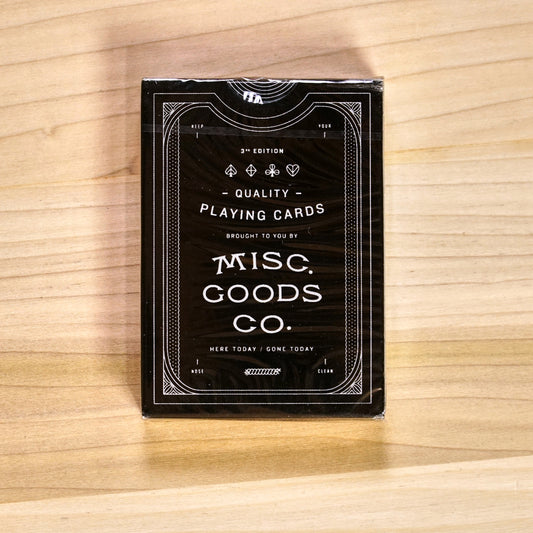 KEEP YOUR
3RD EDITION
– QUALITY –
PLAYING CARDS
BROUGHT TO YOU BY
MISC.
GOODS
CO.
HERE TODAY / GONE TODAY
NOSE CLEAN